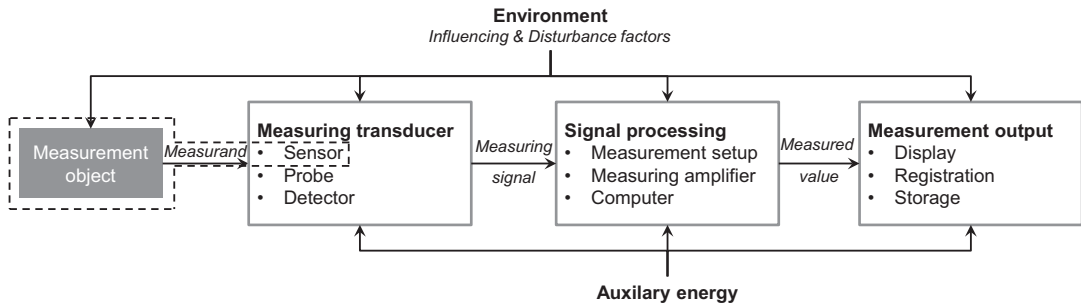 Environment
Influencing & Disturbance factors
Measurement
object
Measurand
Measuring transducer
• Sensor
• Probe
• Detector
Measuring
signal
Signal processing
• Measurement setup
• Measuring amplifier
• Computer
Measured
value
Measurement output
• Display
• Registration
• Storage
Auxilary energy